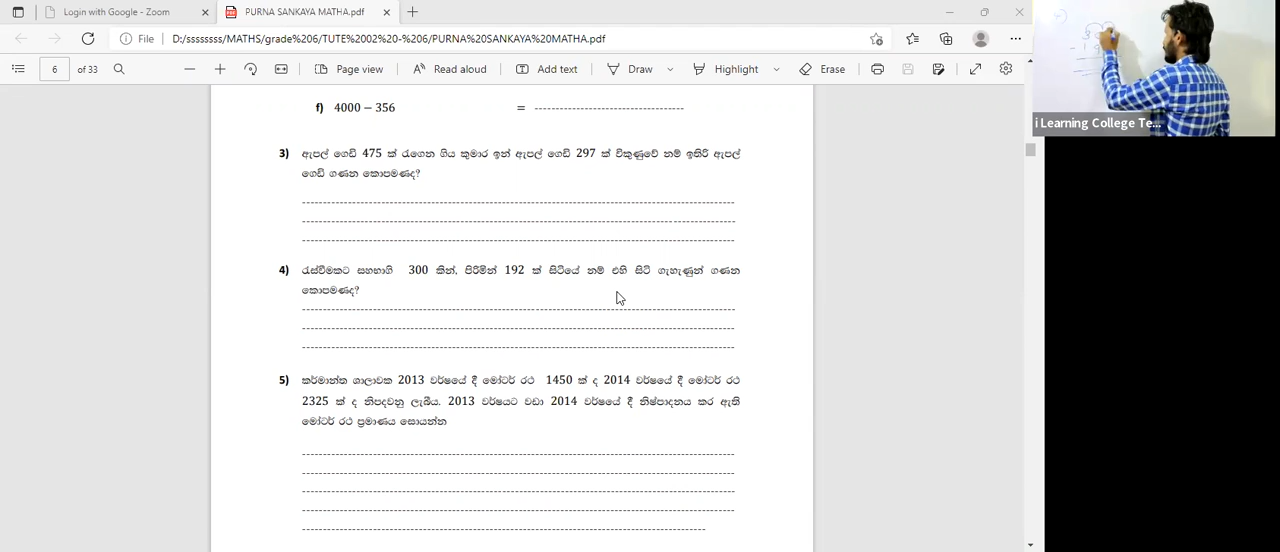 Login with Google - Zoom
PURNA SANKAYA MATHA.pdf
File
D:/ssssssss/MATHS/grade%206/TUTE%2002%20-%206/PURNA%20SANKAYA%20MATHA.pdf
6 of 33
Page view
Read aloud
Add text
Draw
Highlight
Erase
f) 4000 − 356 = -----------------------------------
3) ඇපල් ගෙඩි 475 ක් රැගෙන ගිය කුමාර ඉන් ඇපල් ගෙඩි 297 ක් විකුණුවේ නම් ඉතිරි ඇපල්
ගෙඩි ගණන කොපමණද?
4) රැස්වීමකට සහභාගි 300 කින්, පිරිමින් 192 ක් සිටියේ නම් එහි සිටි ගැහැණුන් ගණන
කොපමණද?
5) කර්මාන්ත ශාලාවක 2013 වර්ෂයේ දී මෝටර් රථ 1450 ක් ද 2014 වර්ෂයේ දී මෝටර් රථ
2325 ක් ද නිපදවනු ලැබීය. 2013 වර්ෂයට වඩා 2014 වර්ෂයේ දී නිෂ්පාදනය කර ඇති
මෝටර් රථ ප්‍රමාණය සොයන්න
i Learning College Te...